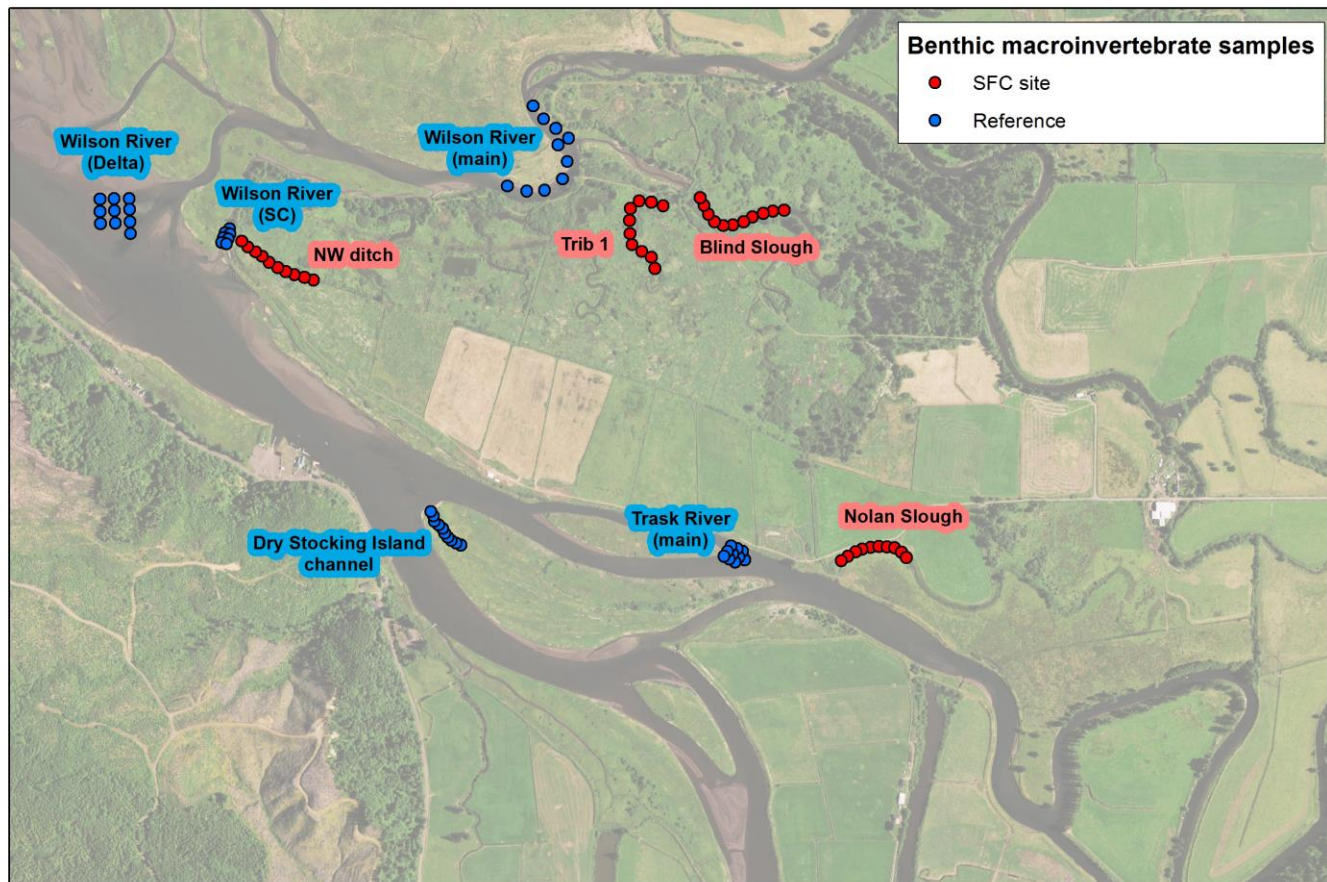 Benthic macroinvertebrate samples
SFC site
Reference
Wilson River
(Delta)
Wilson River
(main)
Wilson River
(SC)
NW ditch
Trib 1
Blind Slough
Dry Stocking Island
channel
Trask River
(main)
Nolan Slough